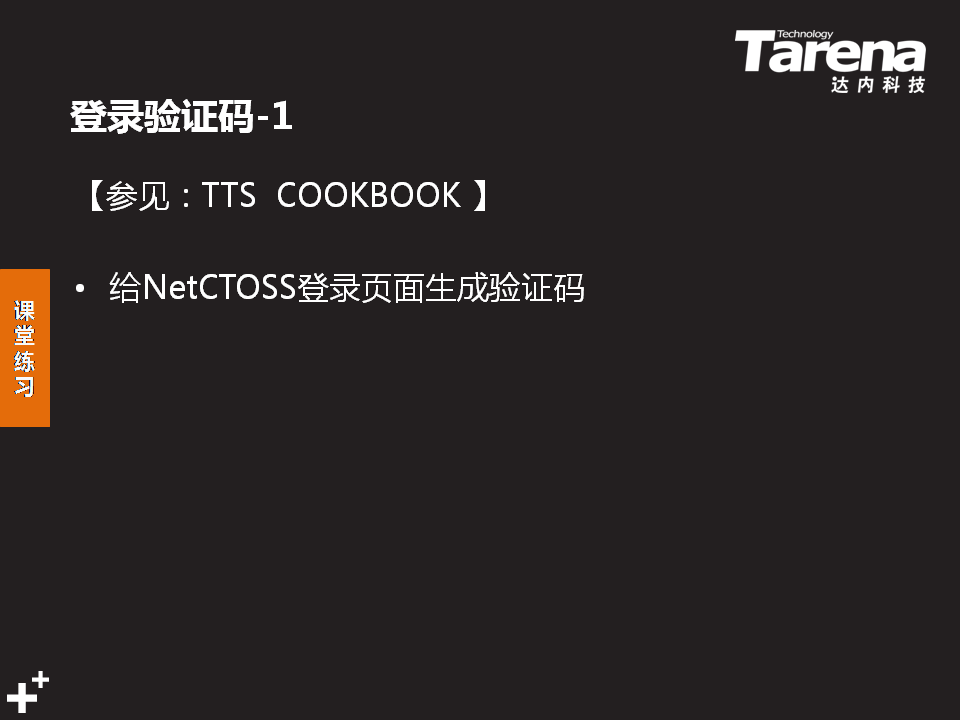 Technology
Tarena
达内科技
登录验证码-1
【参见：TTS COOKBOOK 】
• 给NetCTOSS登录页面生成验证码
课
堂
练
习